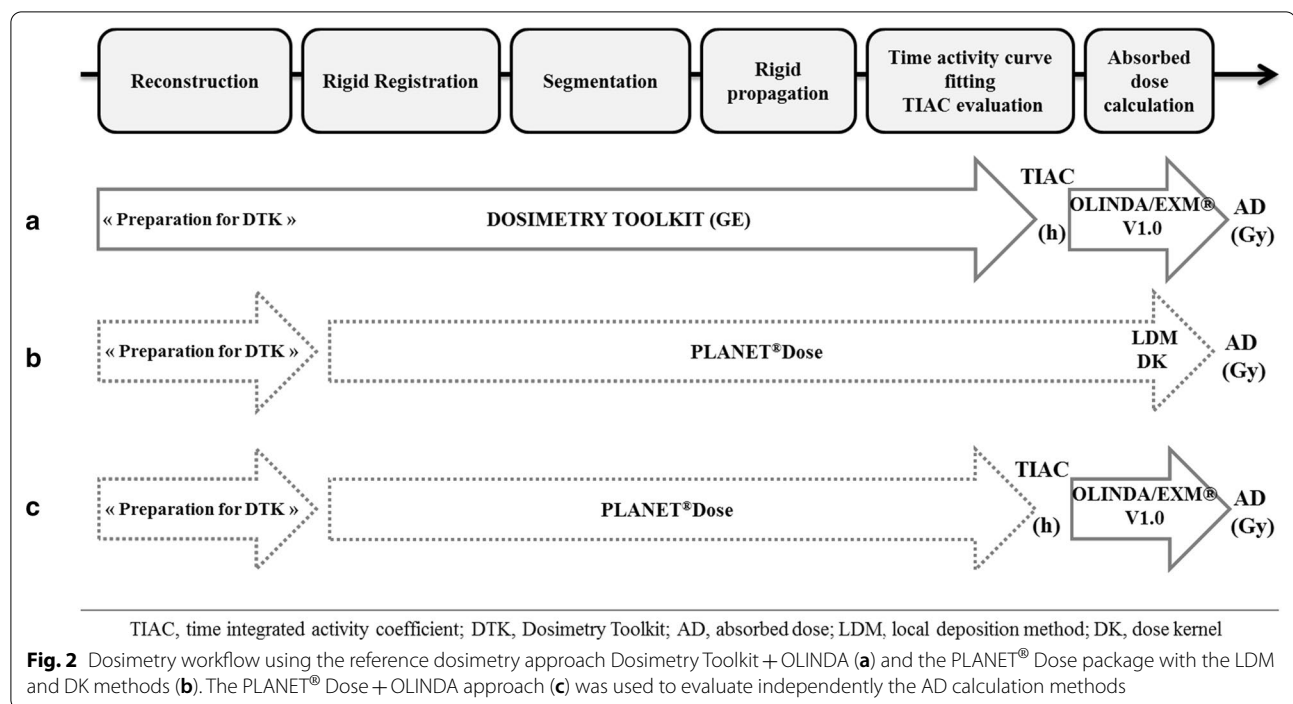 Reconstruction
Rigid Registration
Segmentation
Rigid
propagation
Time activity curve
fitting
TIAC evaluation
Absorbed
dose
calculation
a
« Preparation for DTK »
DOSIMETRY TOOLKIT (GE)
TIAC
(h)
OLINDA/EXM®
V1.0
AD
(Gy)
b
« Preparation for DTK »
PLANET®Dose
LDM
DK
AD
(Gy)
c
« Preparation for DTK »
PLANET®Dose
TIAC
(h)
OLINDA/EXM®
V1.0
AD
(Gy)
TIAC, time integrated activity coefficient; DTK, Dosimetry Toolkit; AD, absorbed dose; LDM, local deposition method; DK, dose kernel
Fig. 2 Dosimetry workflow using the reference dosimetry approach Dosimetry Toolkit + OLINDA (a) and the PLANET® Dose package with the LDM
and DK methods (b). The PLANET® Dose + OLINDA approach (c) was used to evaluate independently the AD calculation methods